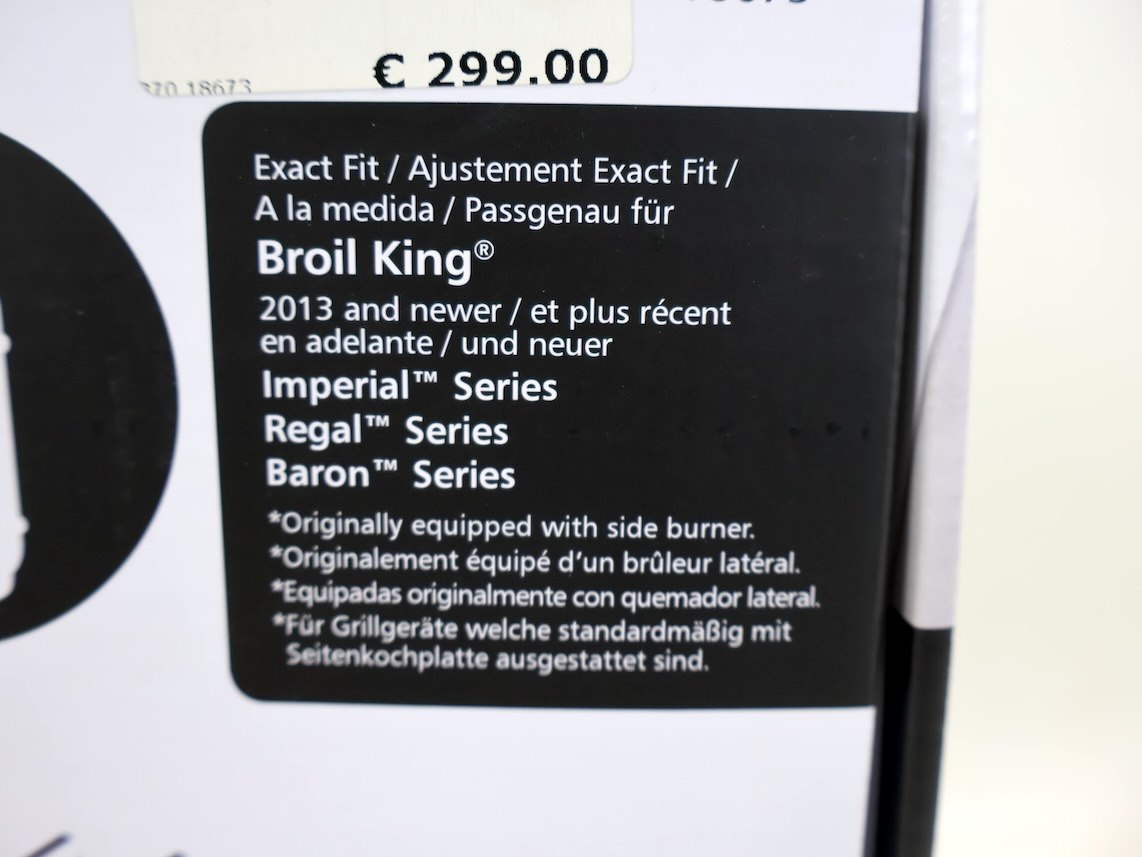 € 299.00
18673
Exact Fit / Ajustement Exact Fit /
A la medida / Passgenau für
Broil King®
2013 and newer / et plus récent
en adelante / und neuer
Imperial™ Series
Regal™ Series
Baron™ Series
*Originally equipped with side burner.
*Originalement équipé d'un brûleur latéral.
*Equipadas originalmente con quemador lateral.
*Für Grillgeräte welche standardmäßig mit
Seitenkochplatte ausgestattet sind.